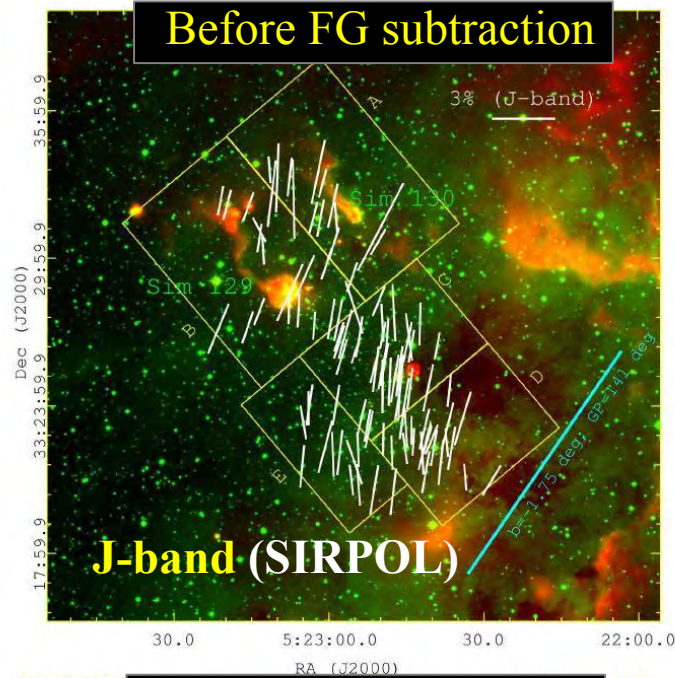 Before FG subtraction
3% (J-band)
A
Sim 130
Sim 129
B
C
D
E
b=-1.75 deg, GP=141 deg
J-band (SIRPOL)
Dec (J2000)
35:59.9
29:59.9
33:23:59.9
17:59.9
30.0
5:23:00.0
30.0
22:00.0
RA (J2000)